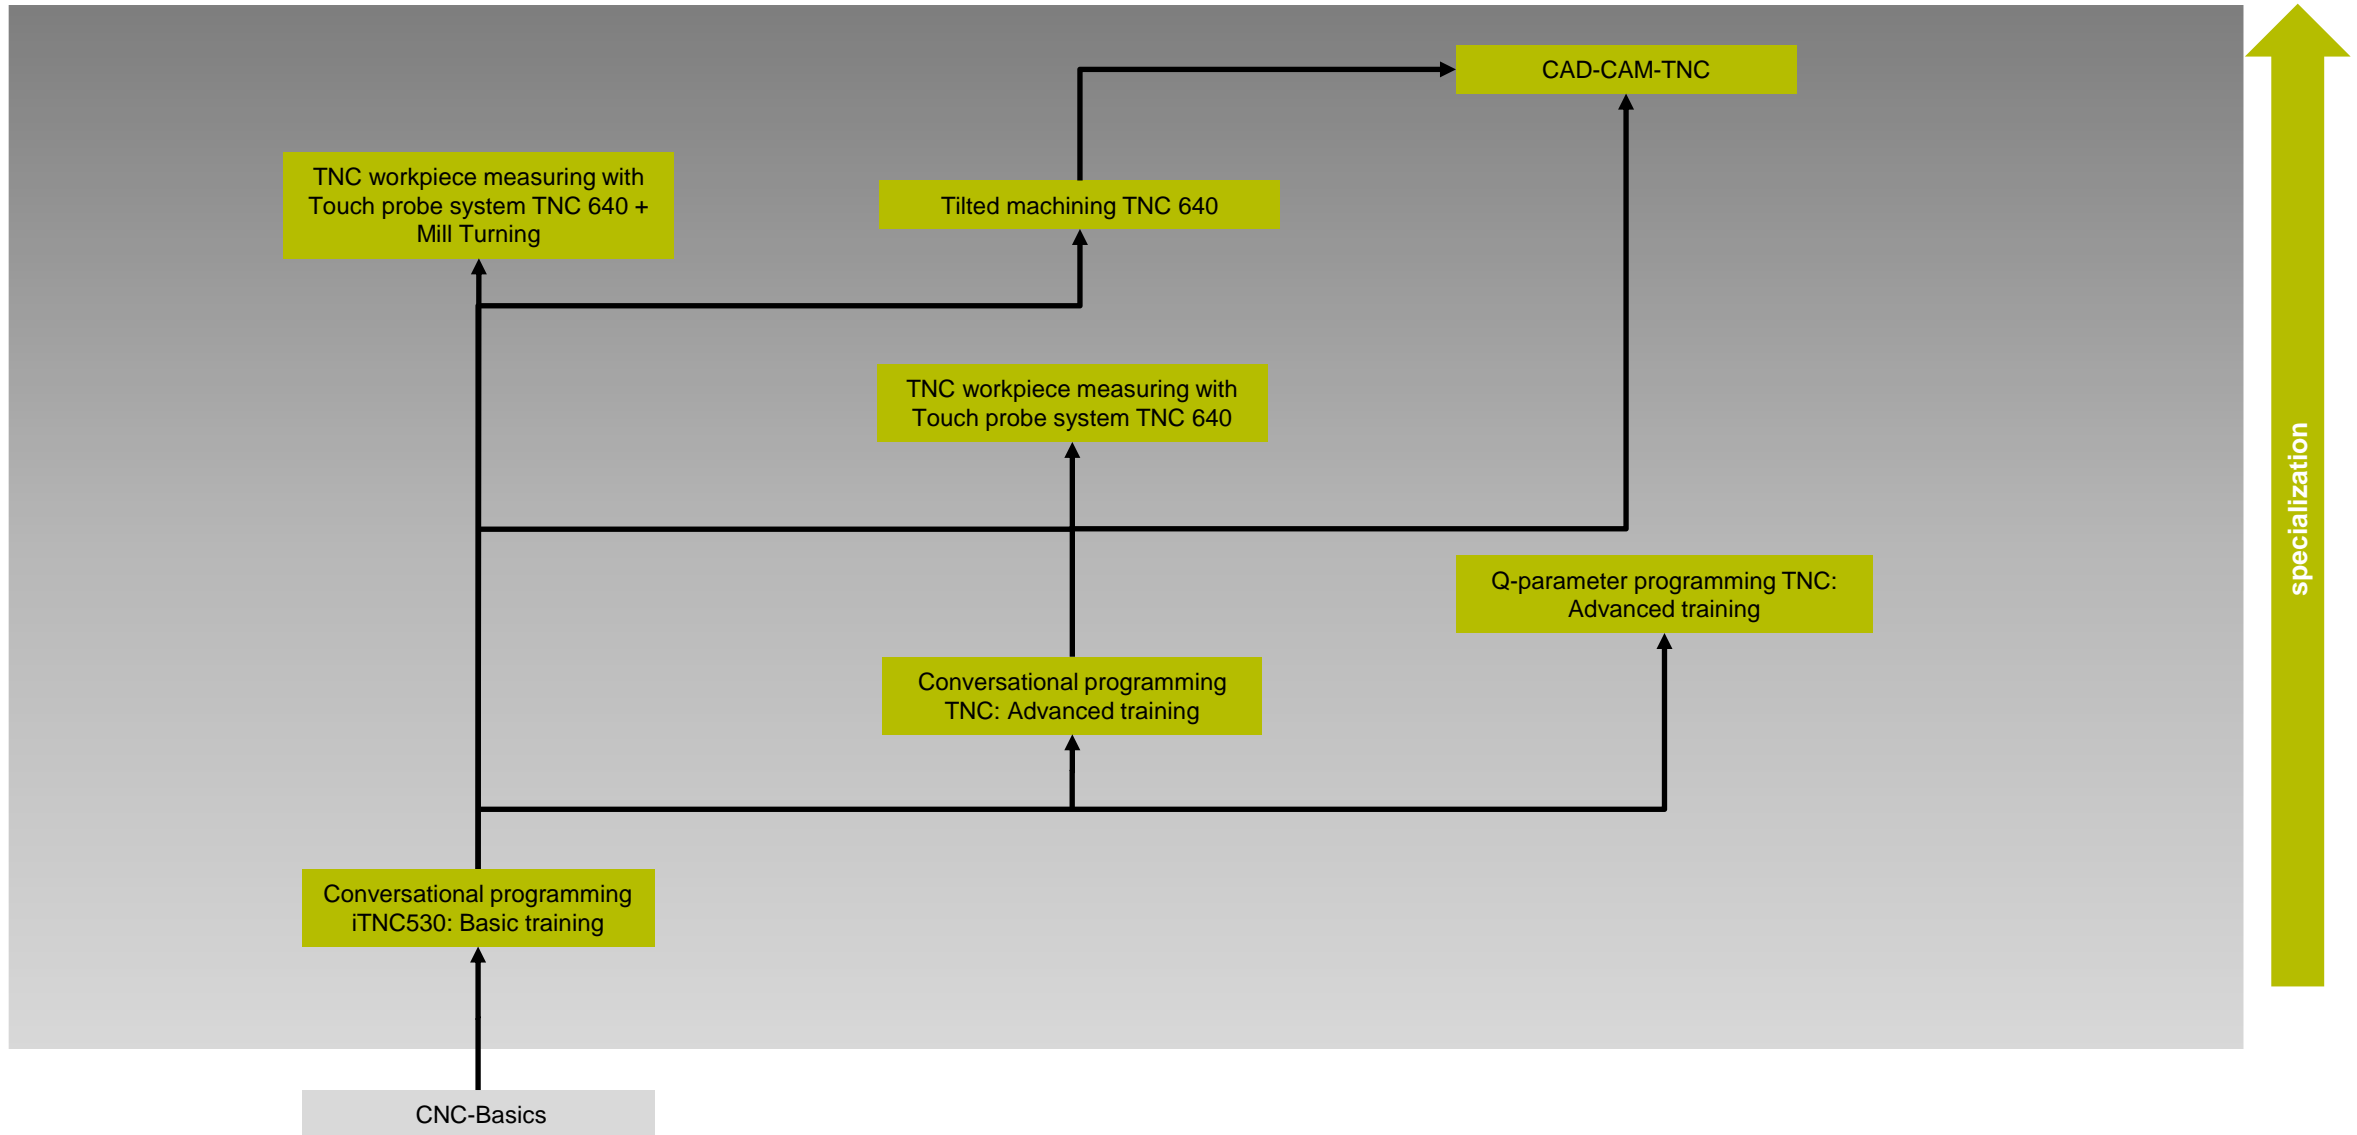 CAD-CAM-TNC
TNC workpiece measuring with
Touch probe system TNC 640 +
Mill Turning
Tilted machining TNC 640
TNC workpiece measuring with
Touch probe system TNC 640
specialization
Q-parameter programming TNC:
Advanced training
Conversational programming
TNC: Advanced training
Conversational programming
iTNC530: Basic training
CNC-Basics